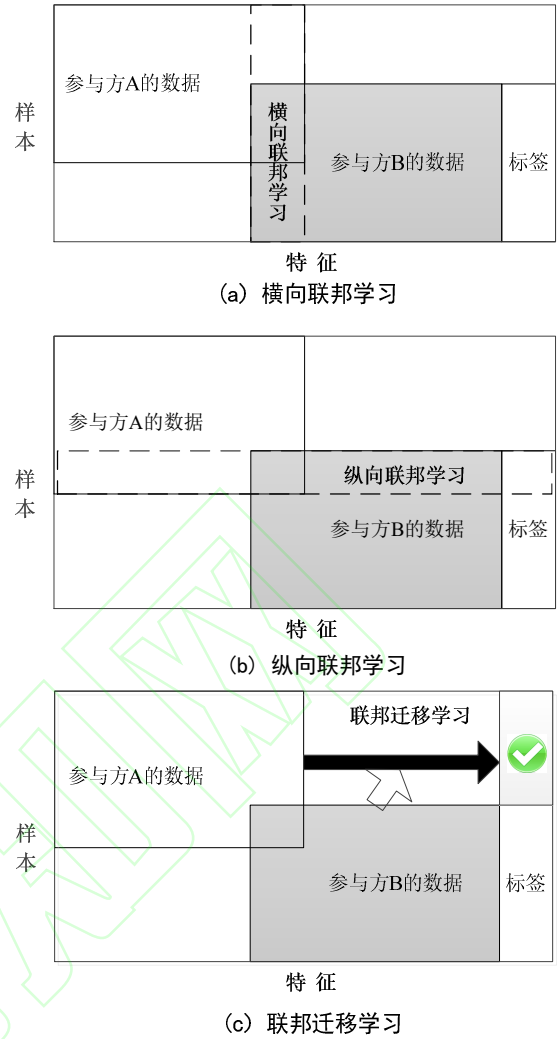 参与方A的数据
样本
横向联邦学习
参与方B的数据
标签
特 征
(a) 横向联邦学习
参与方A的数据
样本
纵向联邦学习
参与方B的数据
标签
特 征
(b) 纵向联邦学习
联邦迁移学习
参与方A的数据
样本
参与方B的数据
标签
特 征
(c) 联邦迁移学习